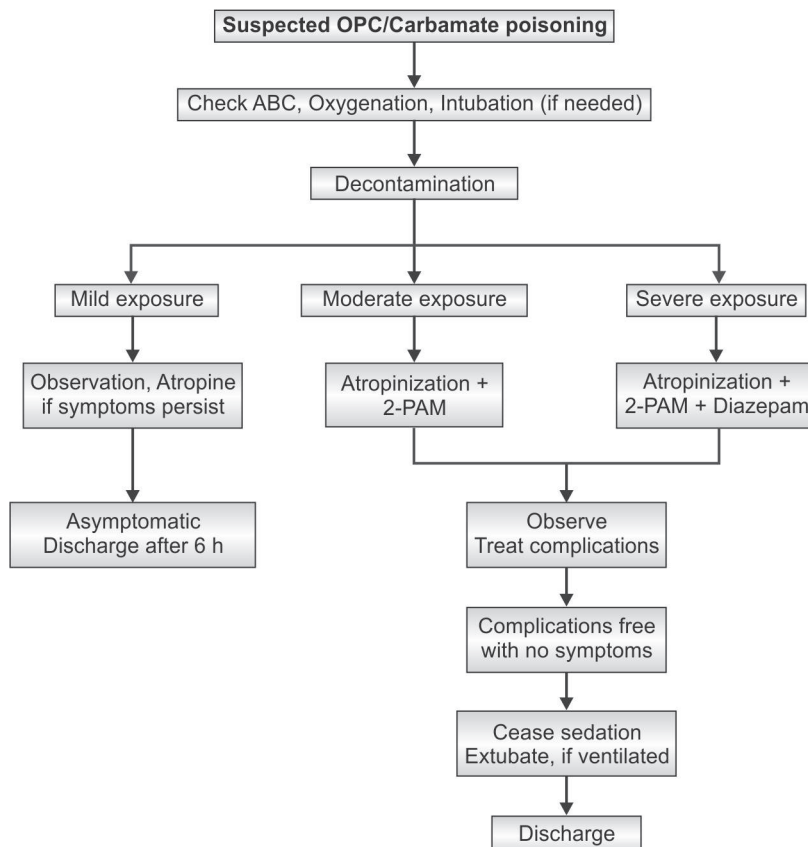 Suspected OPC/Carbamate poisoning
Check ABC, Oxygenation, Intubation (if needed)
Decontamination
Mild exposure
Moderate exposure
Severe exposure
Observation, Atropine
if symptoms persist
Atropinization +
2-PAM
Atropinization +
2-PAM + Diazepam
Asymptomatic
Discharge after 6 h
Observe
Treat complications
Complications free
with no symptoms
Cease sedation
Extubate, if ventilated
Discharge